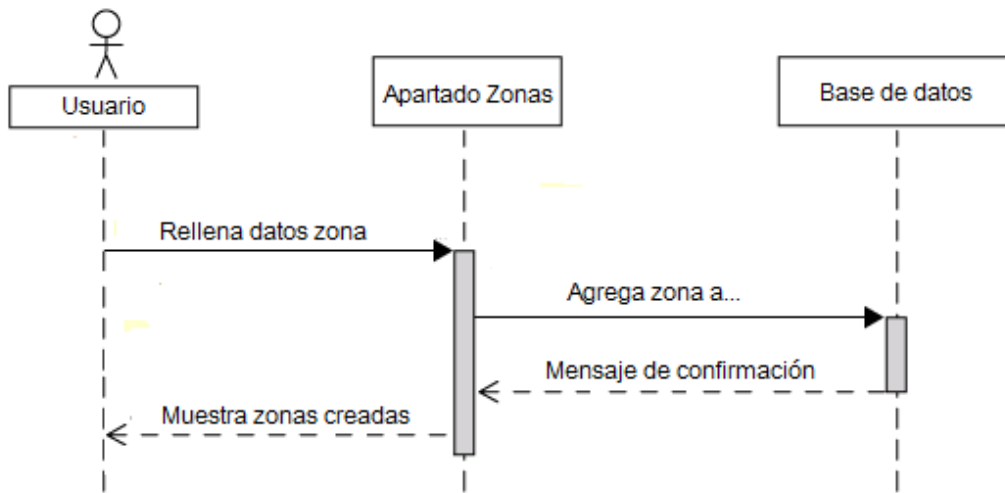 Usuario
Apartado Zonas
Base de datos
Rellena datos zona
Agrega zona a...
Mensaje de confirmación
Muestra zonas creadas